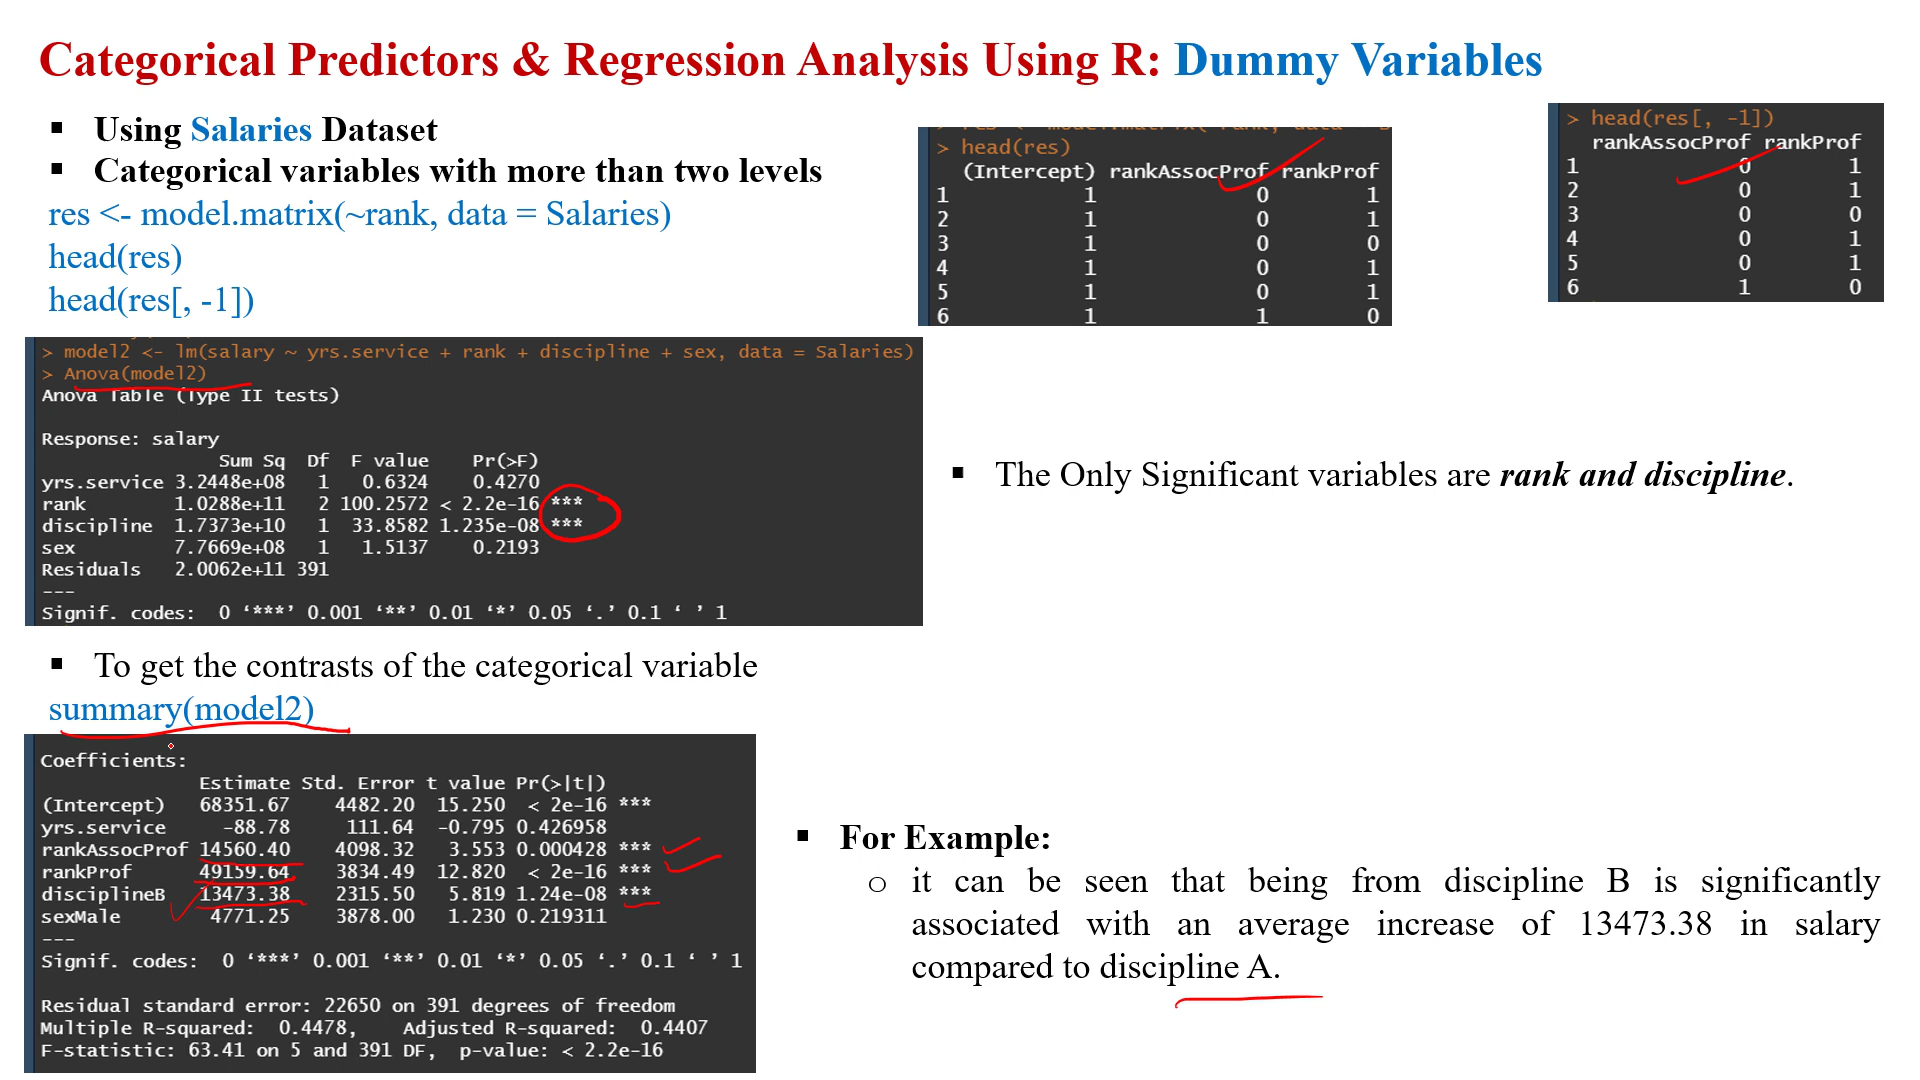 Categorical Predictors & Regression Analysis Using R: Dummy Variables
▪ Using Salaries Dataset
▪ Categorical variables with more than two levels
res <- model.matrix(~rank, data = Salaries)
head(res)
head(res[, -1])
> head(res)
(Intercept) rankAssocProf rankProf
1 1 0 1
2 1 0 1
3 1 0 0
4 1 0 1
5 1 0 1
6 1 1 0
> head(res[, -1])
rankAssocProf rankProf
1 0 1
2 0 1
3 0 0
4 0 1
5 0 1
6 1 0
> model2 <- lm(salary ~ yrs.service + rank + discipline + sex, data = Salaries)
> Anova(model2)
Anova Table (Type II tests)
Response: salary
Sum Sq Df F value Pr(>F)
yrs.service 3.2448e+08 1 0.6324 0.4270
rank 1.0288e+11 2 100.2572 < 2.2e-16 ***
discipline 1.7373e+10 1 33.8582 1.235e-08 ***
sex 7.7669e+08 1 1.5137 0.2193
Residuals 2.0062e+11 391
---
Signif. codes: 0 ‘***’ 0.001 ‘**’ 0.01 ‘*’ 0.05 ‘.’ 0.1 ‘ ’ 1
▪ The Only Significant variables are rank and discipline.
▪ To get the contrasts of the categorical variable
summary(model2)
Coefficients:
Estimate Std. Error t value Pr(>|t|)
(Intercept) 68351.67 4482.20 15.250 < 2e-16 ***
yrs.service -88.78 111.64 -0.795 0.426958
rankAssocProf 14560.40 4098.32 3.553 0.000428 ***
rankProf 49159.64 3834.49 12.820 < 2e-16 ***
disciplineB 13473.38 2315.50 5.819 1.24e-08 ***
sexMale 4771.25 3878.00 1.230 0.219311
---
Signif. codes: 0 ‘***’ 0.001 ‘**’ 0.01 ‘*’ 0.05 ‘.’ 0.1 ‘ ’ 1
Residual standard error: 22650 on 391 degrees of freedom
Multiple R-squared: 0.4478, Adjusted R-squared: 0.4407
F-statistic: 63.41 on 5 and 391 DF, p-value: < 2.2e-16
▪ For Example:
o it can be seen that being from discipline B is significantly
associated with an average increase of 13473.38 in salary
compared to discipline A.